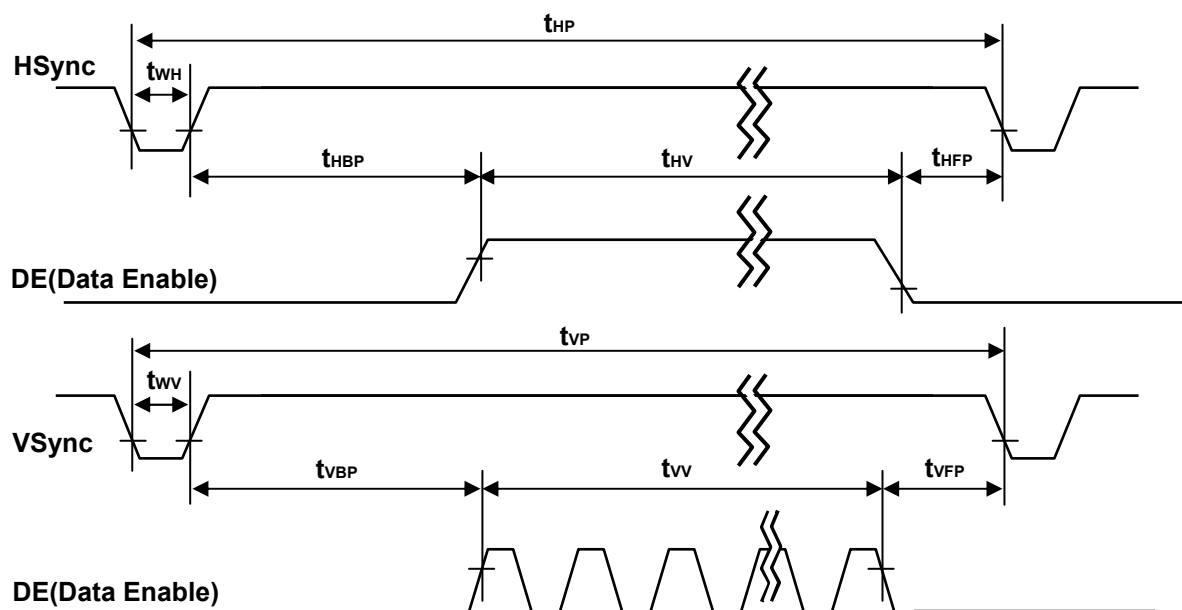 tHP
HSync
tWH
tHBP
tHV
tHFP
DE(Data Enable)
tVP
tWV
VSync
tVBP
tVV
tVFP
DE(Data Enable)